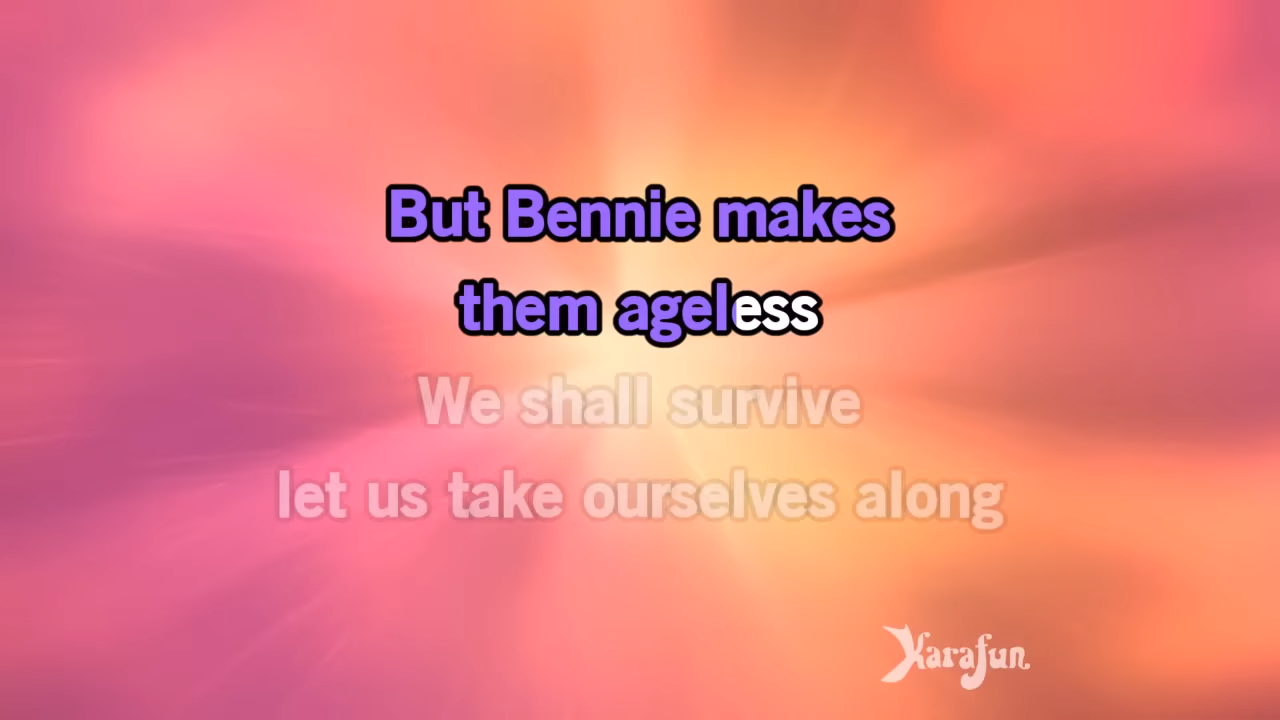 But Bennie makes
them ageless
We shall survive
let us take ourselves along
Karafun